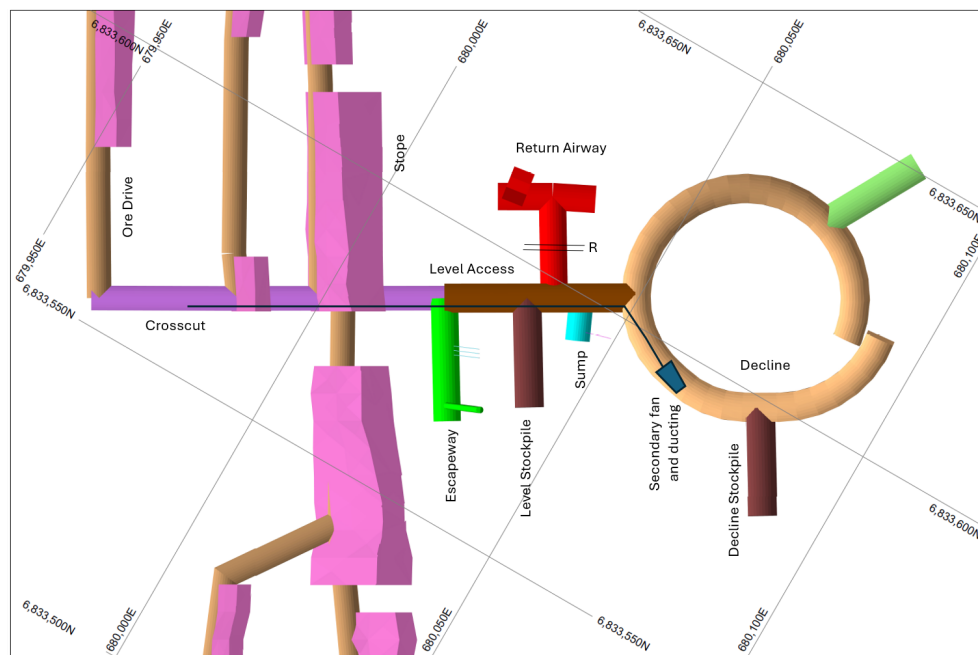 6,833,600N
679,950E
680,000E
6,833,650N
680,050E
Return Airway
Stope
Ore Drive
6,833,650N
R
679,950E
680,100E
Level Access
6,833,550N
Crosscut
Sump
Decline
Escapeway
Level Stockpile
Secondary fan
and ducting
Decline Stockpile
6,833,600N
6,833,500N
680,000E
680,050E
6,833,550N
680,100E